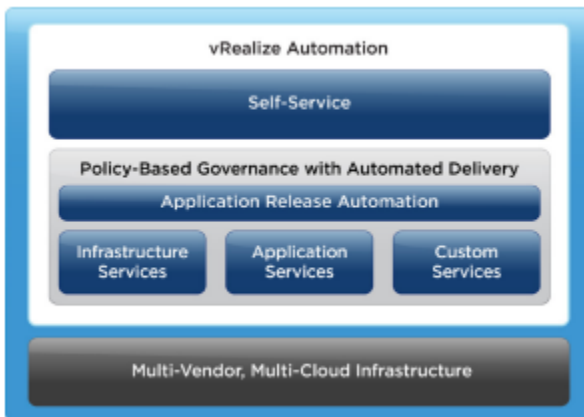 vRealize Automation
Self-Service
Policy-Based Governance with Automated Delivery
Application Release Automation
Infrastructure
Services
Application
Services
Custom
Services
Multi-Vendor, Multi-Cloud Infrastructure